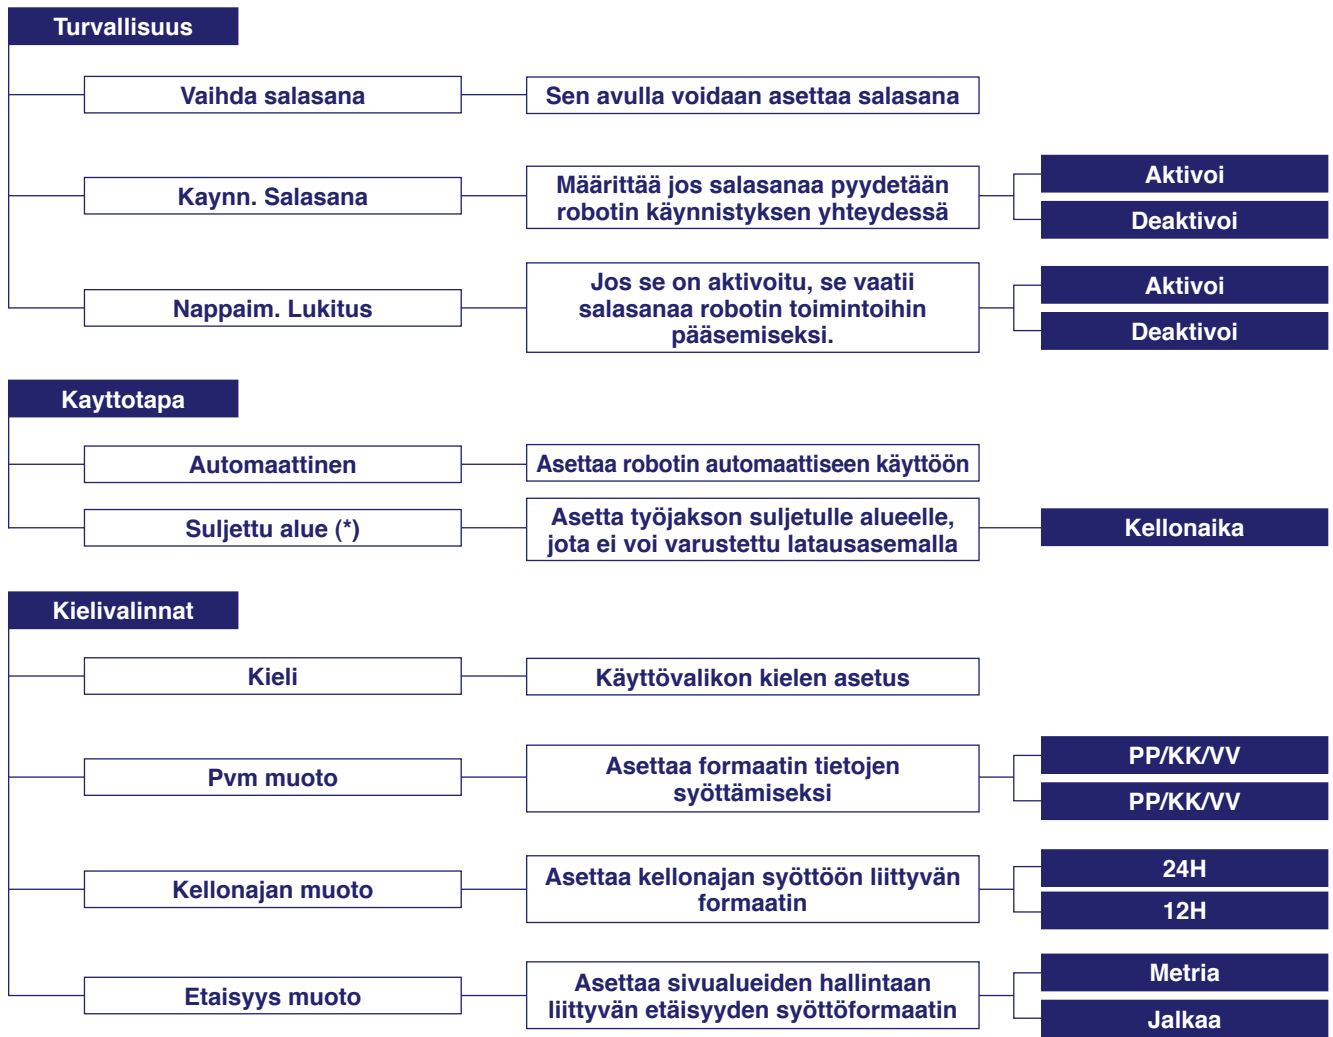 Turvallisuus
Vaihda salasana
Sen avulla voidaan asettaa salasana
Kaynn. Salasana
Määrittää jos salasanaa pyydetään
robotin käynnistyksen yhteydessä
Aktivoi
Deaktivoi
Nappaim. Lukitus
Jos se on aktivoitu, se vaatii
salasanaa robotin toimintoihin
pääsemiseksi.
Aktivoi
Deaktivoi
Kayttotapa
Automaattinen
Asettaa robotin automaattiseen käyttöön
Suljettu alue (*)
Asetta työjakson suljetulle alueelle,
jota ei voi varustettu latausasemalla
Kellonaika
Kielivalinnat
Kieli
Käyttövalikon kielen asetus
Pvm muoto
Asettaa formaatin tietojen
syöttämiseksi
PP/KK/VV
PP/KK/VV
Kellonajan muoto
Asettaa kellonajan syöttöön liittyvän
formaatin
24H
12H
Etaisyys muoto
Asettaa sivualueiden hallintaan
liittyvän etäisyyden syöttöformaatin
Metria
Jalkaa